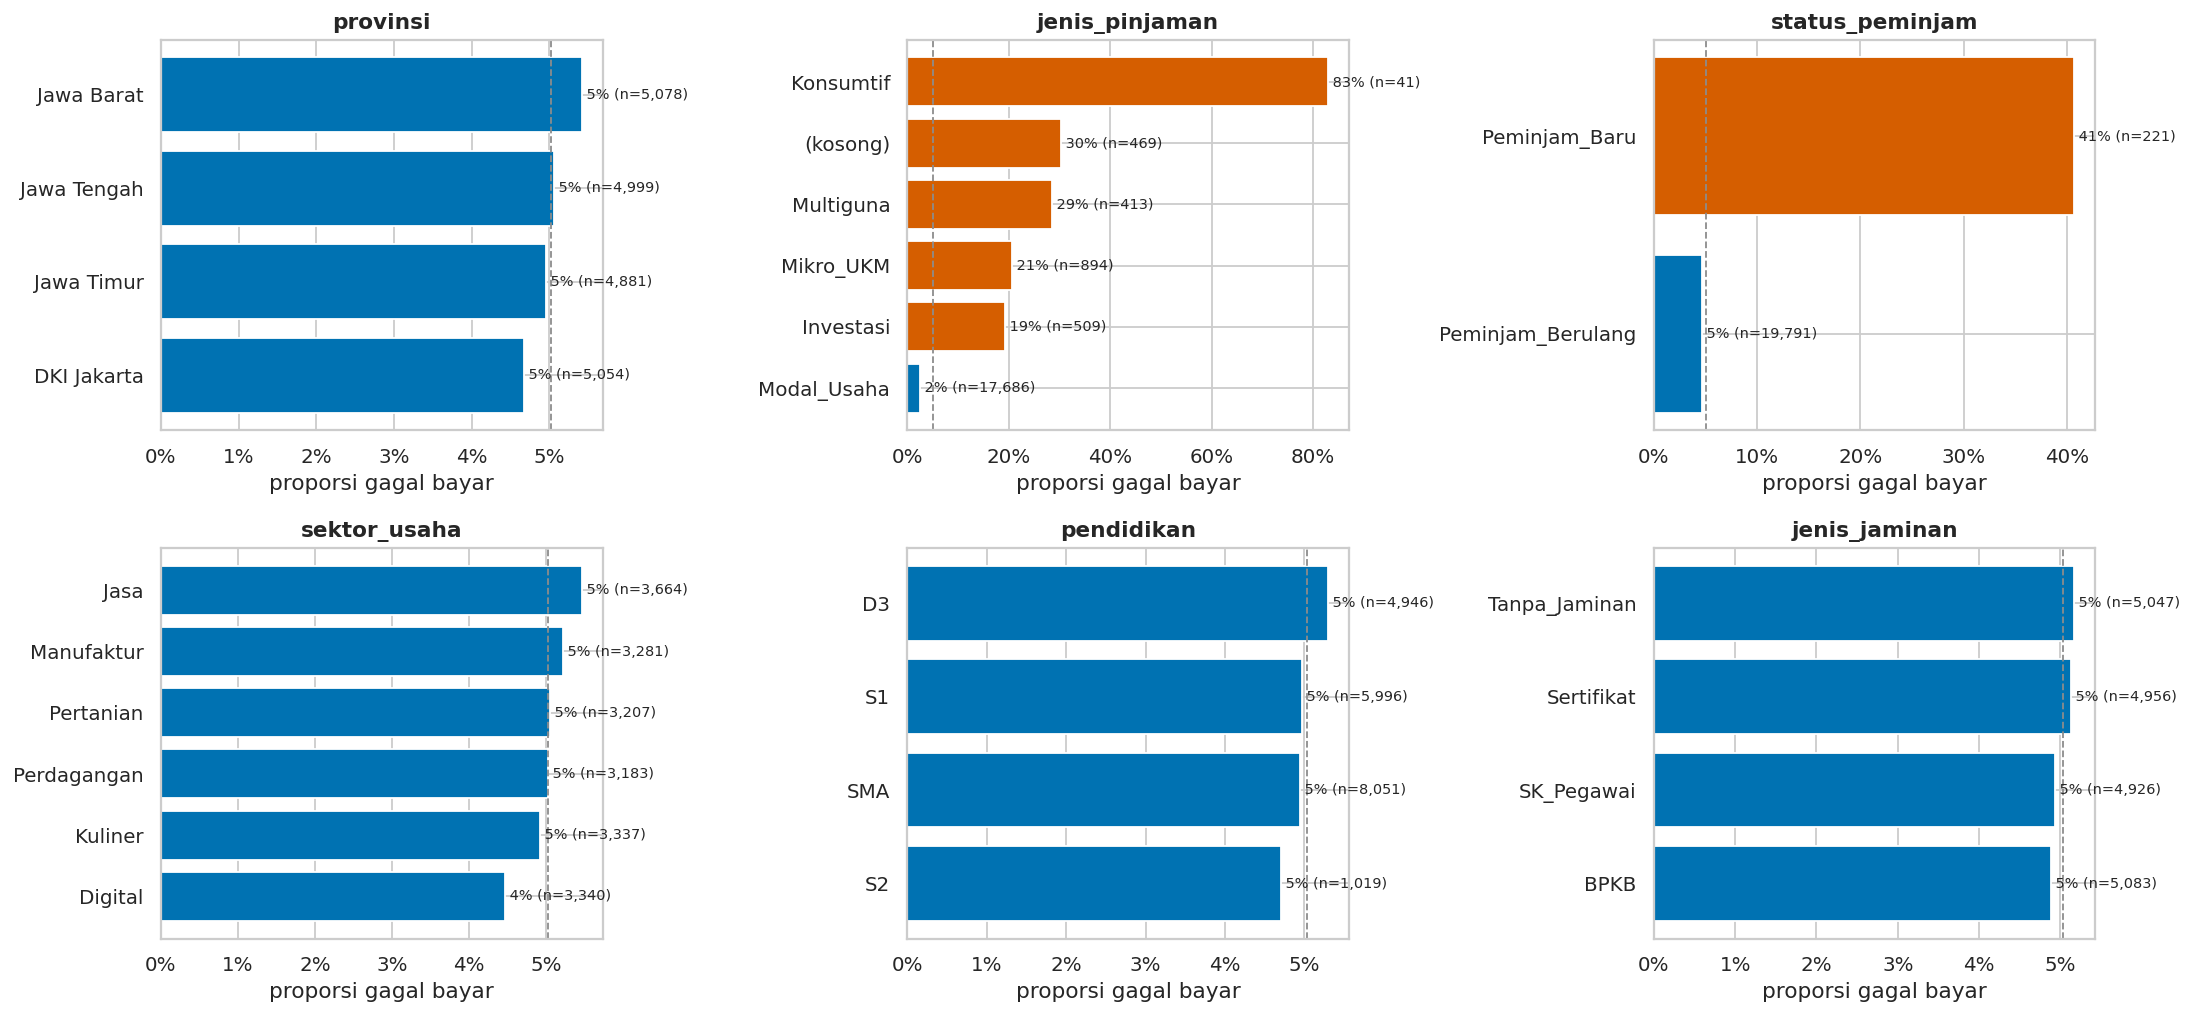 provinsi
Jawa Barat
5% (n=5,078)
Jawa Tengah
5% (n=4,999)
Jawa Timur
5% (n=4,881)
DKI Jakarta
5% (n=5,054)
0% 1% 2% 3% 4% 5%
proporsi gagal bayar
jenis_pinjaman
Konsumtif
83% (n=41)
(kosong)
30% (n=469)
Multiguna
29% (n=413)
Mikro_UKM
21% (n=894)
Investasi
19% (n=509)
Modal_Usaha
2% (n=17,686)
0% 20% 40% 60% 80%
proporsi gagal bayar
status_peminjam
Peminjam_Baru
41% (n=221)
Peminjam_Berulang
5% (n=19,791)
0% 10% 20% 30% 40%
proporsi gagal bayar
sektor_usaha
Jasa
5% (n=3,664)
Manufaktur
5% (n=3,281)
Pertanian
5% (n=3,207)
Perdagangan
5% (n=3,183)
Kuliner
5% (n=3,337)
Digital
4% (n=3,340)
0% 1% 2% 3% 4% 5%
proporsi gagal bayar
pendidikan
D3
5% (n=4,946)
S1
5% (n=5,996)
SMA
5% (n=8,051)
S2
5% (n=1,019)
0% 1% 2% 3% 4% 5%
proporsi gagal bayar
jenis_jaminan
Tanpa_Jaminan
5% (n=5,047)
Sertifikat
5% (n=4,956)
SK_Pegawai
5% (n=4,926)
BPKB
5% (n=5,083)
0% 1% 2% 3% 4% 5%
proporsi gagal bayar